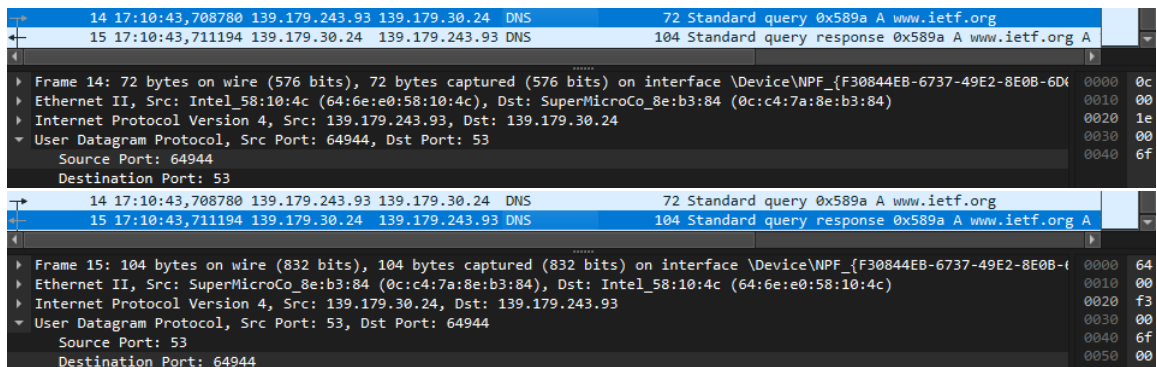 14 17:10:43,708780 139.179.243.93 139.179.30.24 DNS 72 Standard query 0x589a A www.ietf.org
15 17:10:43,711194 139.179.30.24 139.179.243.93 DNS 104 Standard query response 0x589a A www.ietf.org A
Frame 14: 72 bytes on wire (576 bits), 72 bytes captured (576 bits) on interface \Device\NPF_{F30844EB-6737-49E2-8E0B-6D 0000 0c
Ethernet II, Src: Intel_58:10:4c (64:6e:e0:58:10:4c), Dst: SuperMicroCo_8e:b3:84 (0c:c4:7a:8e:b3:84) 0010 00
Internet Protocol Version 4, Src: 139.179.243.93, Dst: 139.179.30.24 0020 1e
User Datagram Protocol, Src Port: 64944, Dst Port: 53 0030 00
Source Port: 64944 0040 6f
Destination Port: 53
14 17:10:43,708780 139.179.243.93 139.179.30.24 DNS 72 Standard query 0x589a A www.ietf.org
15 17:10:43,711194 139.179.30.24 139.179.243.93 DNS 104 Standard query response 0x589a A www.ietf.org A
Frame 15: 104 bytes on wire (832 bits), 104 bytes captured (832 bits) on interface \Device\NPF_{F30844EB-6737-49E2-8E0B- 0000 64
Ethernet II, Src: SuperMicroCo_8e:b3:84 (0c:c4:7a:8e:b3:84), Dst: Intel_58:10:4c (64:6e:e0:58:10:4c) 0010 00
Internet Protocol Version 4, Src: 139.179.30.24, Dst: 139.179.243.93 0020 f3
User Datagram Protocol, Src Port: 53, Dst Port: 64944 0030 00
Source Port: 53 0040 6f
Destination Port: 64944 0050 00